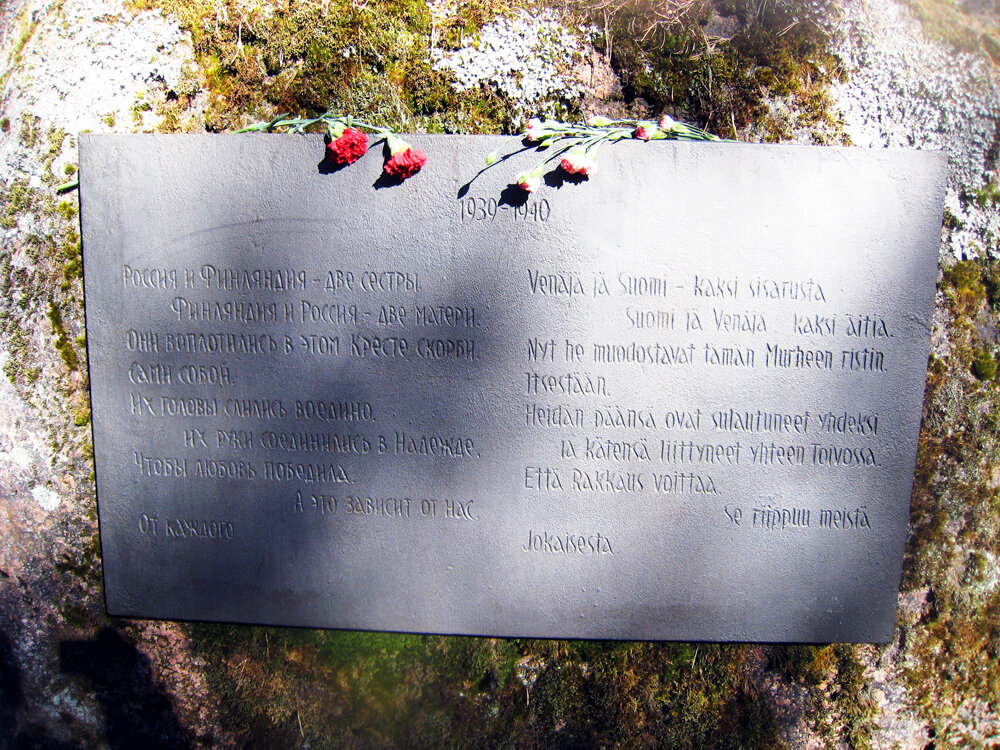 1939-1940
Россия и Финляндия - две сестры.
Финляндия и Россия - две матери.
Они воплотились в этом Кресте скорби.
Сами собой.
Их головы слились воедино.
их руки соединились в Надежде,
Чтобы любовь победила.
А это зависит от нас.
От каждого
Venäjä jä Suomi - kaksi sisarusta
Suomi jä Venäjä - kaksi äitiä.
Nyt he muodostavat tämän Murheen ristin.
Itsestään.
Heidän päänsä ovat sulautuneet yhdeksi
ja kätensä liittyneet yhteen Toivossa.
Että Rakkaus voittaa.
Se riippuu meistä
Jokaisesta